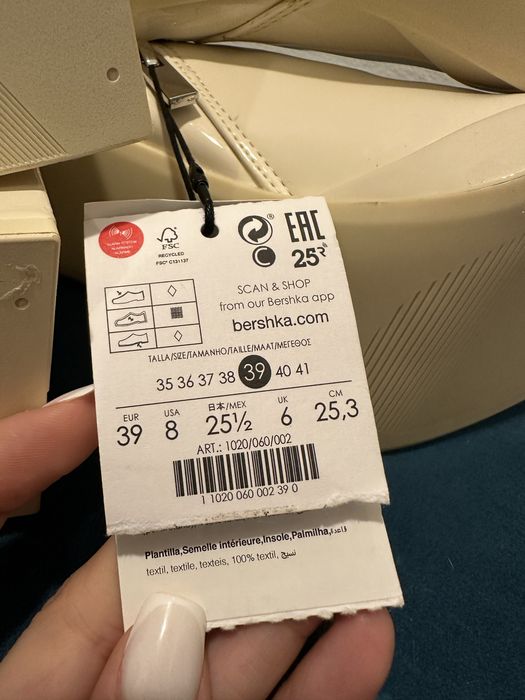 FSC
RECYCLED
FSC® C131137
®
EAC
25R
SCAN & SHOP
from our Bershka app
bershka.com
TALLA/SIZE/TAMANHO/TAILLE/MAAT/ΜΕΓΕΘΟΣ
35 36 37 38 39 40 41
EUR USA 日本/MEX UK CM
39 8 25½ 6 25,3
ART.: 1020/060/002
1 1020 060 002 39 0
Plantilla,Semelle intérieure,Insole,Palmilha,
textil, textile, texteis, 100% textil, نسيج